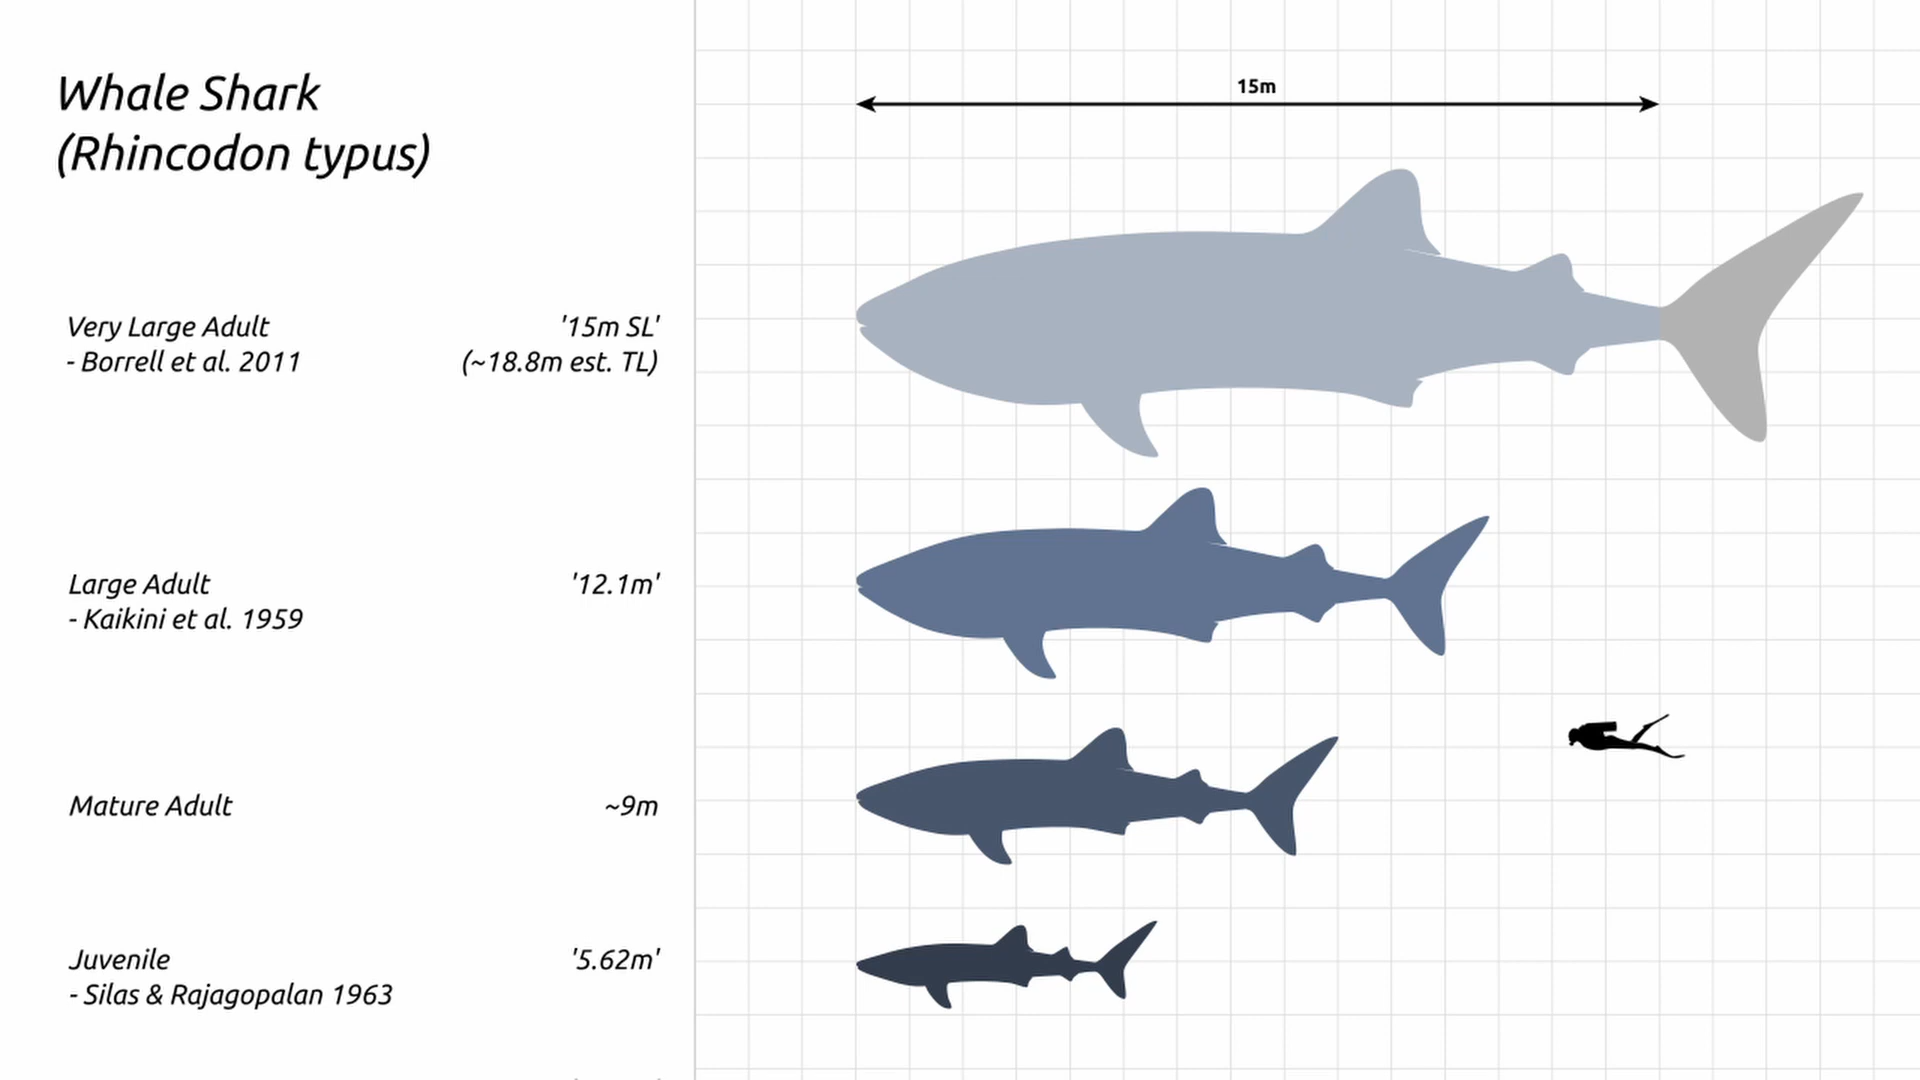 Whale Shark
(Rhincodon typus)
15m
Very Large Adult
'15m SL'
- Borrell et al. 2011
(~18.8m est. TL)
Large Adult
'12.1m'
- Kaikini et al. 1959
Mature Adult
~9m
Juvenile
'5.62m'
- Silas & Rajagopalan 1963